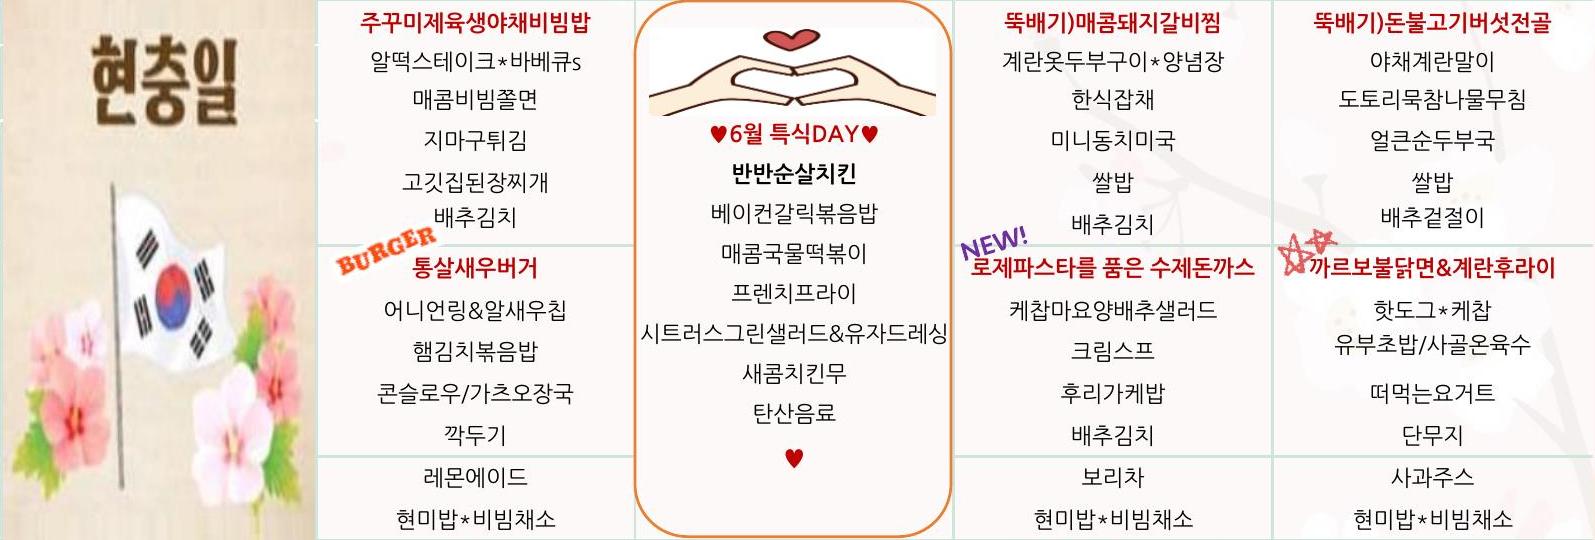 현충일
주꾸미제육생야채비빔밥
알떡스테이크*바베큐s
매콤비빔쫄면
지마구튀김
고깃집된장찌개
배추김치
BURGER
통살새우버거
어니언링&알새우칩
햄김치볶음밥
콘슬로우/가츠오장국
깍두기
레몬에이드
현미밥*비빔채소
♥6월 특식DAY♥
반반순살치킨
베이컨갈릭볶음밥
매콤국물떡볶이
프렌치프라이
시트러스그린샐러드&유자드레싱
새콤치킨무
탄산음료
♥
뚝배기)매콤돼지갈비찜
계란옷두부구이*양념장
한식잡채
미니동치미국
쌀밥
배추김치
NEW!
로제파스타를 품은 수제돈까스
케찹마요양배추샐러드
크림스프
후리가케밥
배추김치
보리차
현미밥*비빔채소
뚝배기)돈불고기버섯전골
야채계란말이
도토리묵참나물무침
얼큰순두부국
쌀밥
배추겉절이
까르보불닭면&계란후라이
핫도그*케찹
유부초밥/사골온육수
떠먹는요거트
단무지
사과주스
현미밥*비빔채소